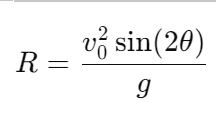 R = \frac{v_0^2 \sin(2\theta)}{g}